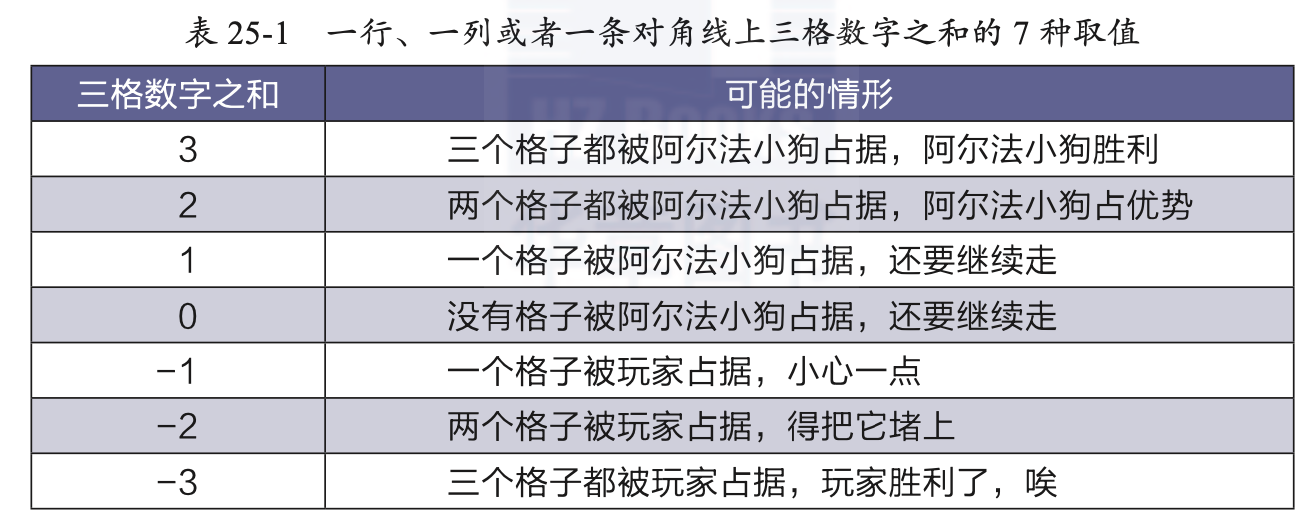 表 25-1 一行、一列或者一条对角线上三格数字之和的 7 种取值
三格数字之和 可能的情形
3 三个格子都被阿尔法小狗占据，阿尔法小狗胜利
2 两个格子都被阿尔法小狗占据，阿尔法小狗占优势
1 一个格子被阿尔法小狗占据，还要继续走
0 没有格子被阿尔法小狗占据，还要继续走
−1 一个格子被玩家占据，小心一点
−2 两个格子被玩家占据，得把它堵上
−3 三个格子都被玩家占据，玩家胜利了，唉